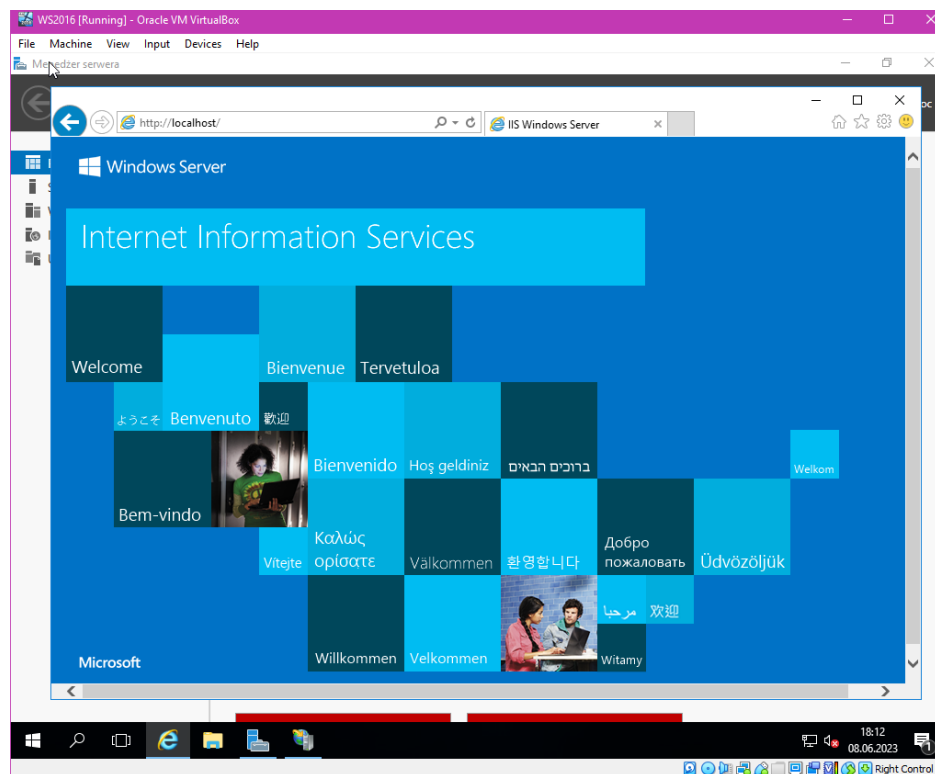 WS2016 [Running] - Oracle VM VirtualBox
File Machine View Input Devices Help
Menedżer serwera
http://localhost/
IIS Windows Server
Windows Server
Internet Information Services
Welcome
Bienvenue
Tervetuloa
ようこそ
Benvenuto
歡迎
Bienvenido
Hoş geldiniz
ברוכים הבאים
Welkom
Bem-vindo
Vítejte
Καλώς
ορίσατε
Välkommen
환영합니다
Добро
пожаловать
Üdvözöljük
مرحبا
欢迎
Willkommen
Velkommen
Witamy
Microsoft
18:12
08.06.2023
1
Right Control